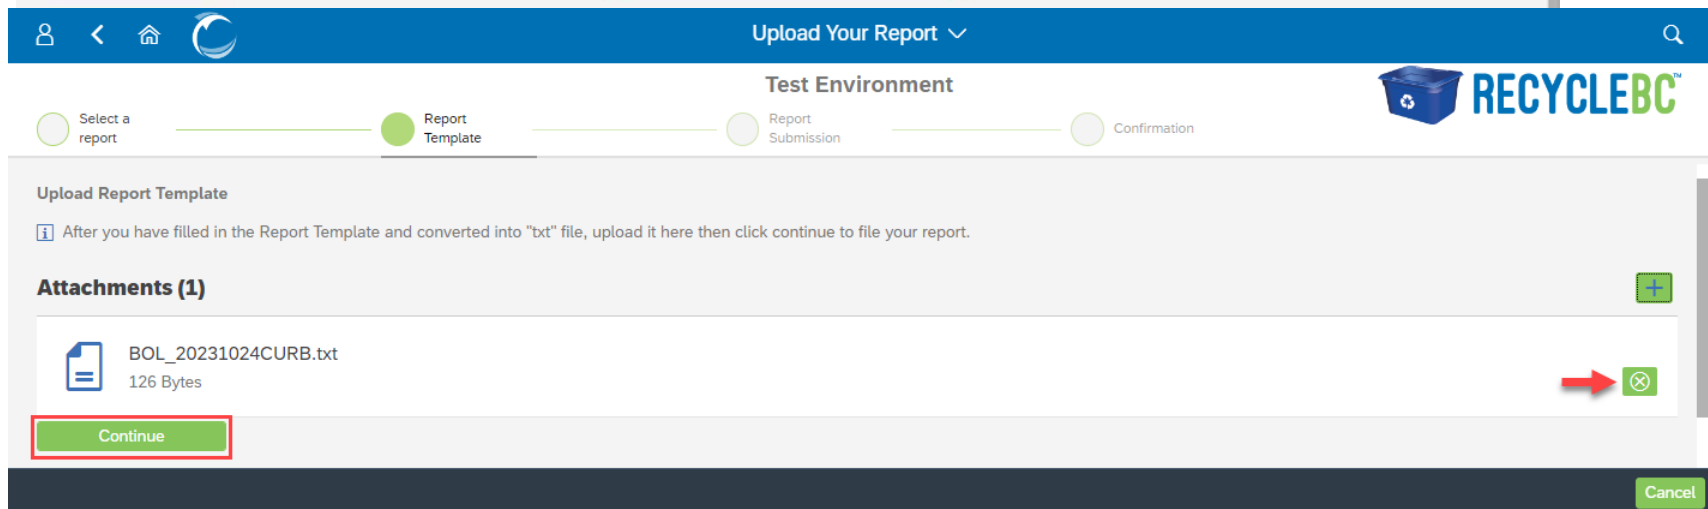 Upload Your Report
Test Environment
RECYCLEBC™
Select a
report
Report
Template
Report
Submission
Confirmation
Upload Report Template
After you have filled in the Report Template and converted into "txt" file, upload it here then click continue to file your report.
Attachments (1)
BOL_20231024CURB.txt
126 Bytes
Continue
Cancel